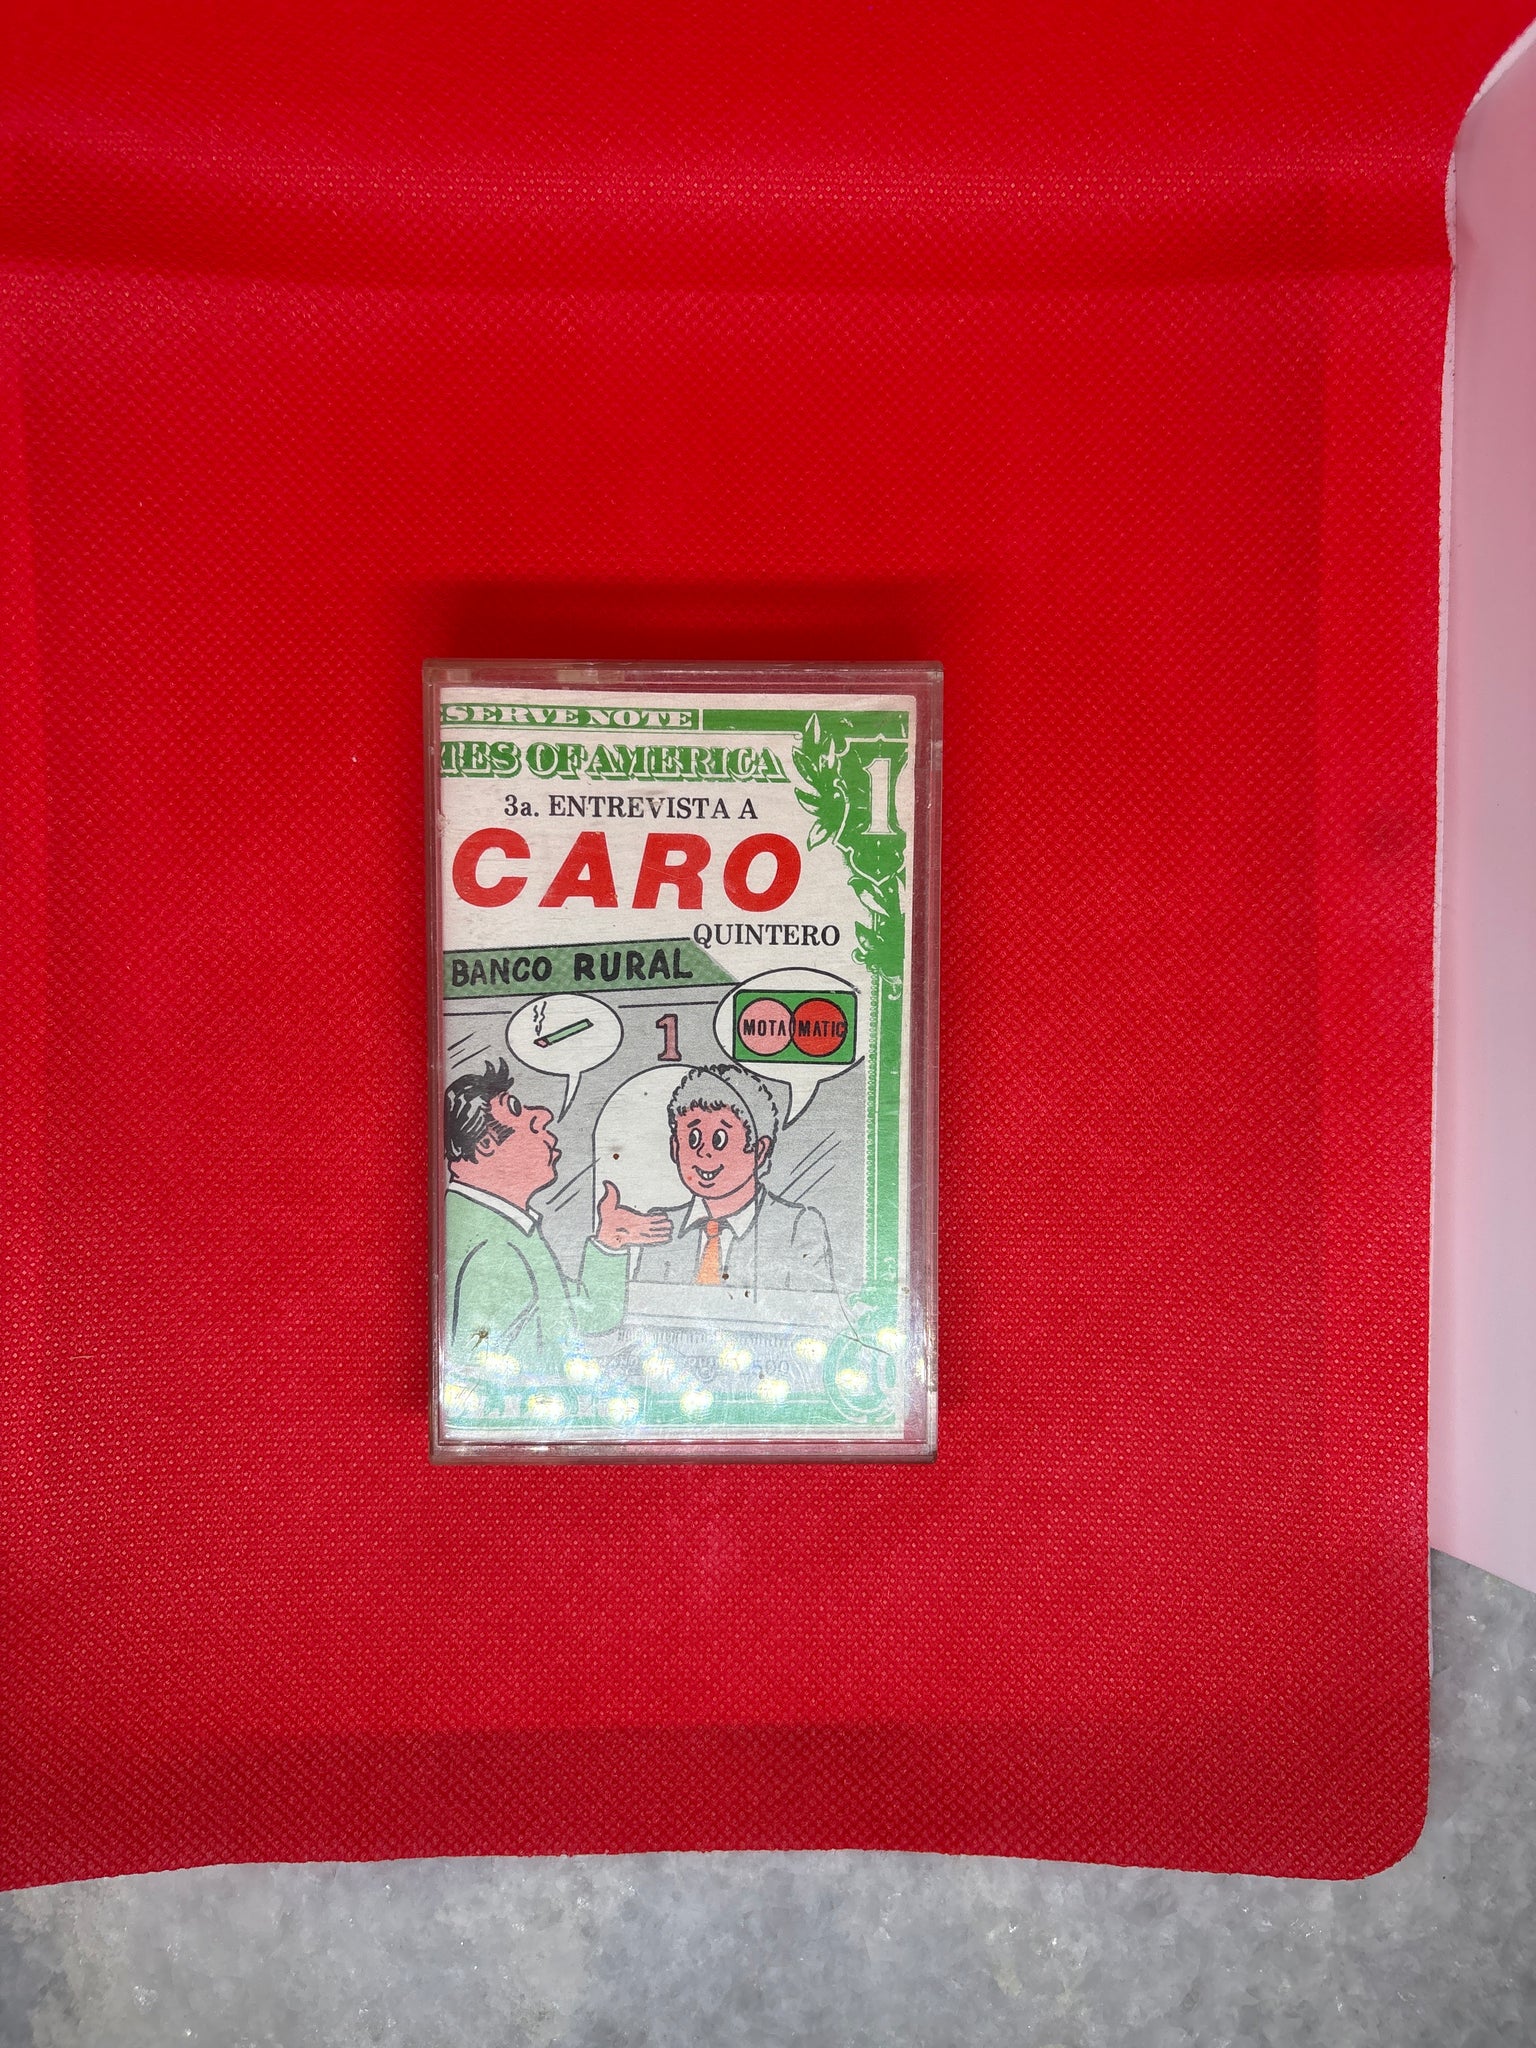 SERVE NOTE
TES OF AMERICA
1
3a. ENTREVISTA A
CARO
QUINTERO
BANCO RURAL
1
MOTA MATIC